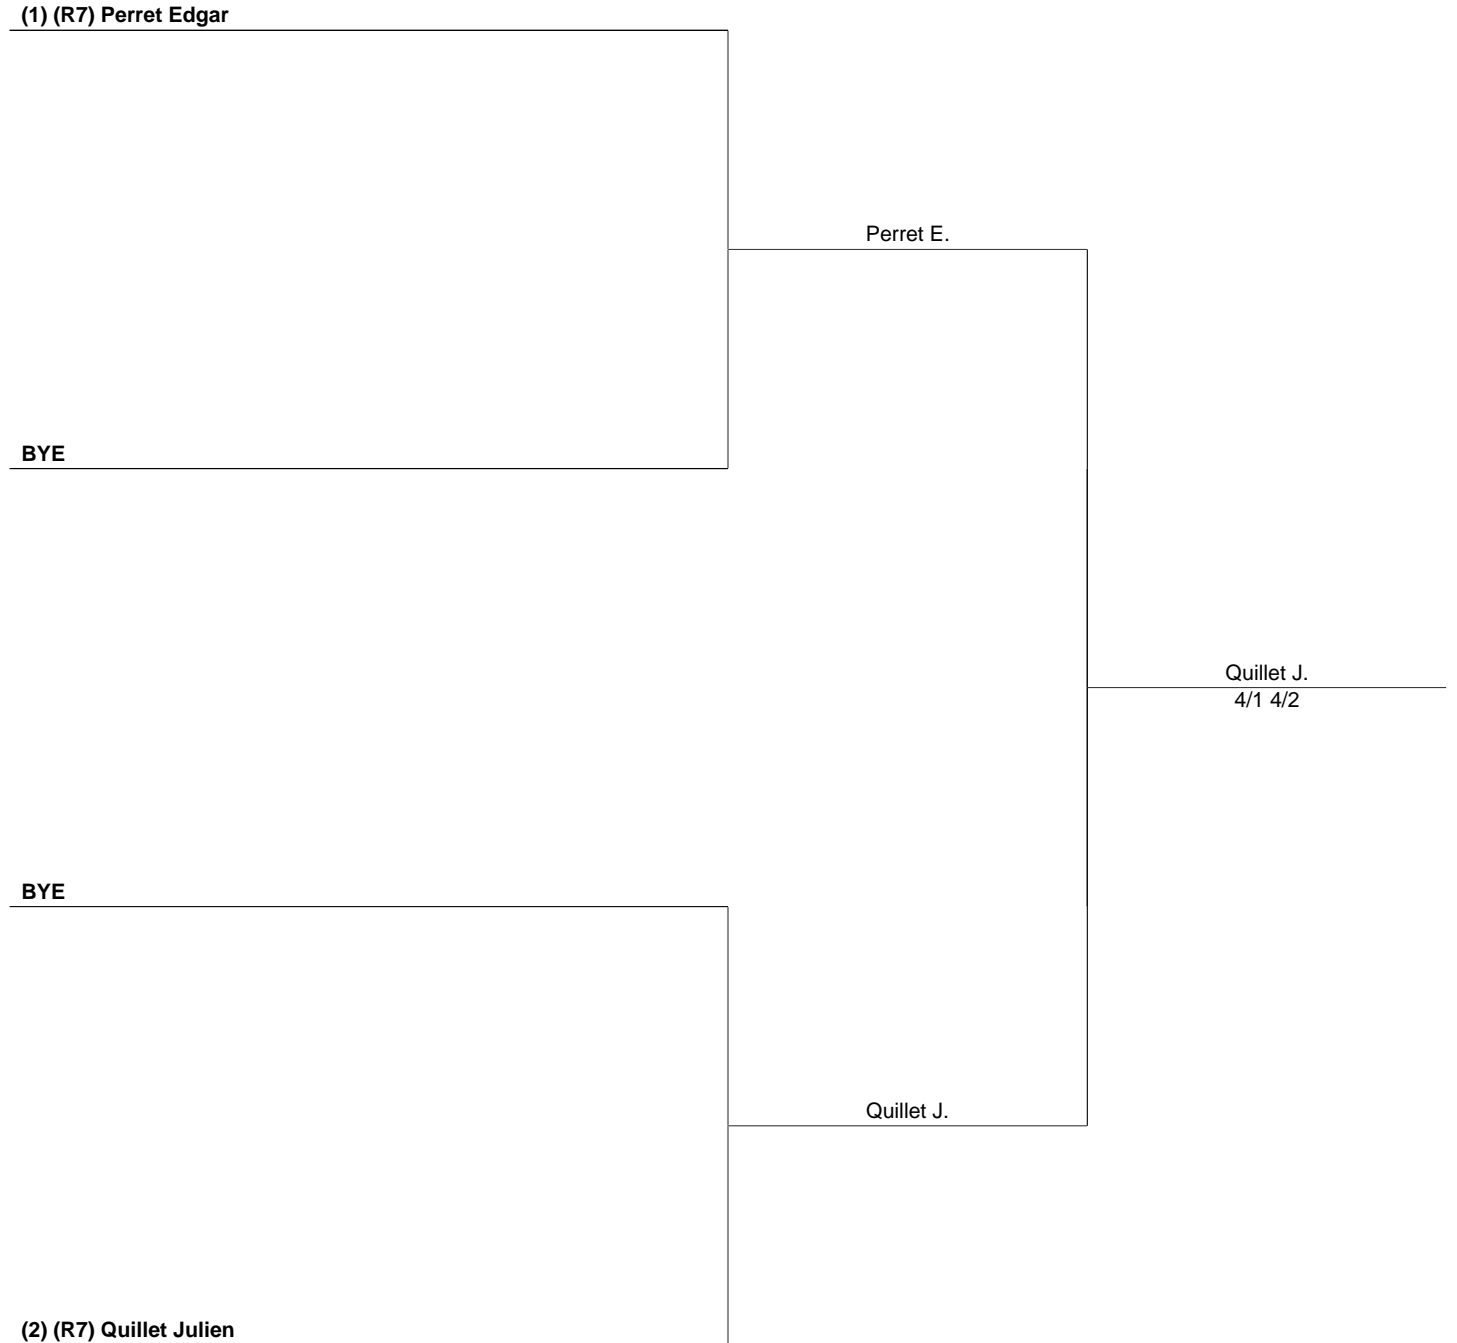 (1) (R7) Perret Edgar
Perret E.
BYE
Quillet J.
4/1 4/2
BYE
Quillet J.
(2) (R7) Quillet Julien